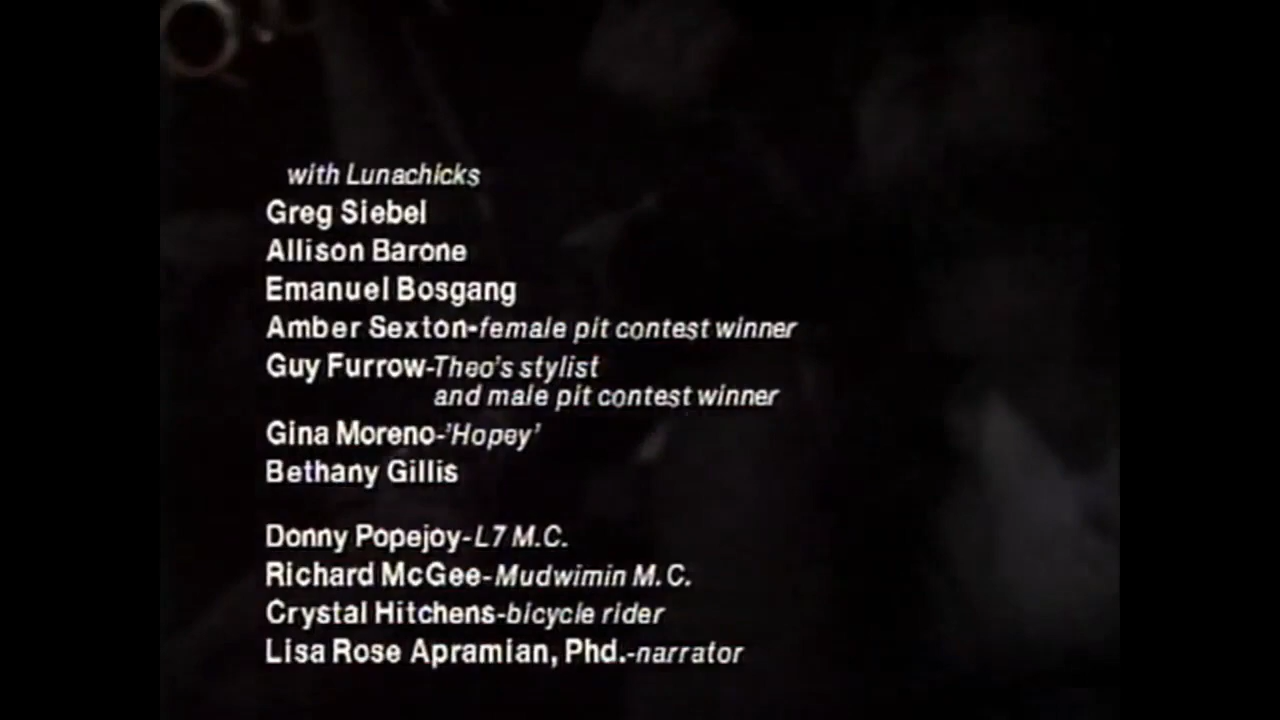 with Lunachicks
Greg Siebel
Allison Barone
Emanuel Bosgang
Amber Sexton-female pit contest winner
Guy Furrow-Theo's stylist
and male pit contest winner
Gina Moreno-'Hopey'
Bethany Gillis
Donny Popejoy-L7 M.C.
Richard McGee-Mudwimin M.C.
Crystal Hitchens-bicycle rider
Lisa Rose Apramian, Phd.-narrator